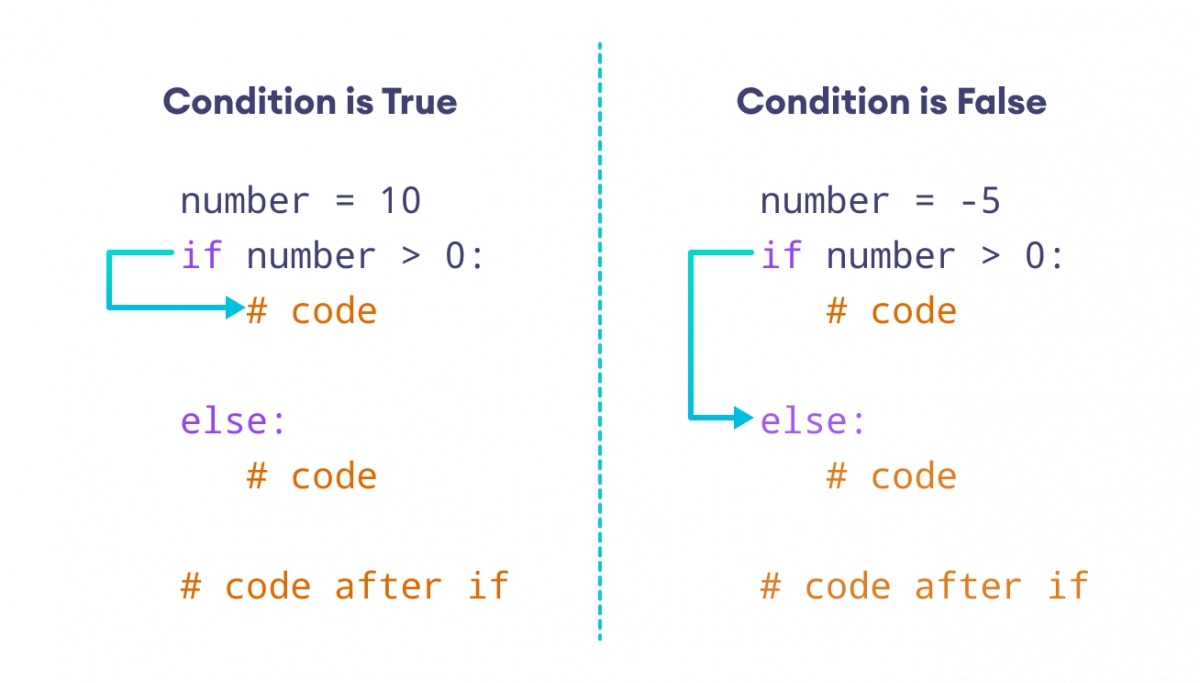 Condition is True
number = 10
if number > 0:
# code
else:
# code
# code after if
Condition is False
number = -5
if number > 0:
# code
else:
# code
# code after if